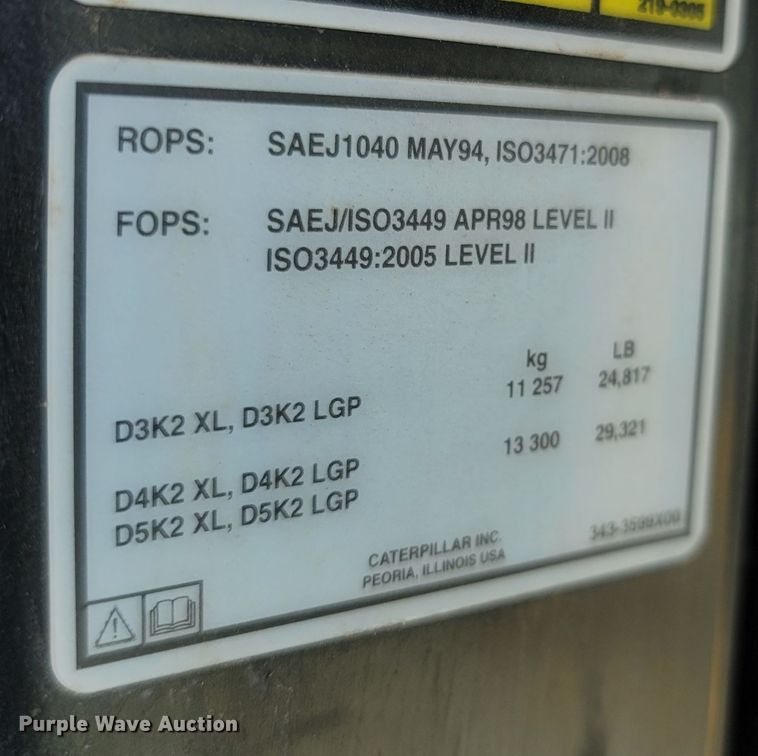 219-0305
ROPS: SAEJ1040 MAY94, ISO3471:2008
FOPS: SAEJ/ISO3449 APR98 LEVEL II
ISO3449:2005 LEVEL II
kg LB
D3K2 XL, D3K2 LGP 11 257 24,817
D4K2 XL, D4K2 LGP 13 300 29,321
D5K2 XL, D5K2 LGP
CATERPILLAR INC.
PEORIA, ILLINOIS USA
Purple Wave Auction